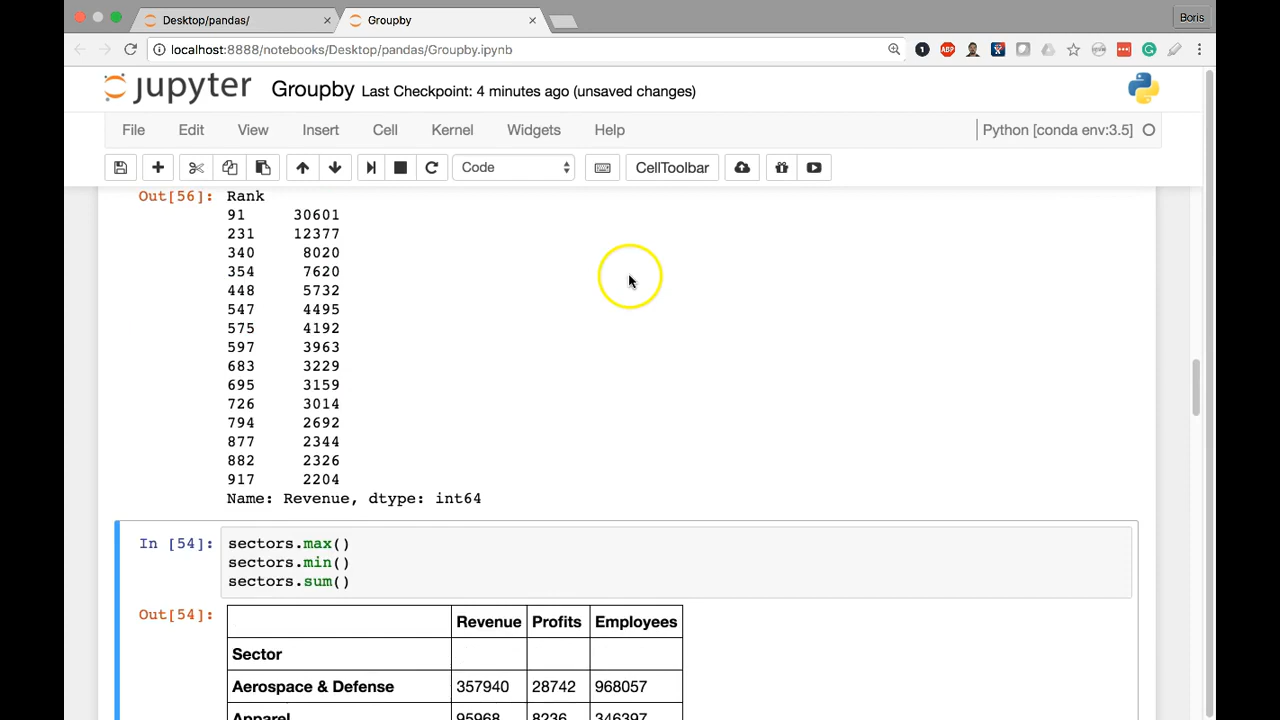 Desktop/pandas/ Groupby Boris
localhost:8888/notebooks/Desktop/pandas/Groupby.ipynb
jupyter Groupby Last Checkpoint: 4 minutes ago (unsaved changes)
File Edit View Insert Cell Kernel Widgets Help Python [conda env:3.5]
Code CellToolbar
Out[56]: Rank
91 30601
231 12377
340 8020
354 7620
448 5732
547 4495
575 4192
597 3963
683 3229
695 3159
726 3014
794 2692
877 2344
882 2326
917 2204
Name: Revenue, dtype: int64
In [54]: sectors.max()
sectors.min()
sectors.sum()
Out[54]: Revenue Profits Employees
Sector
Aerospace & Defense 357940 28742 968057
Apparel 95968 8236 346397